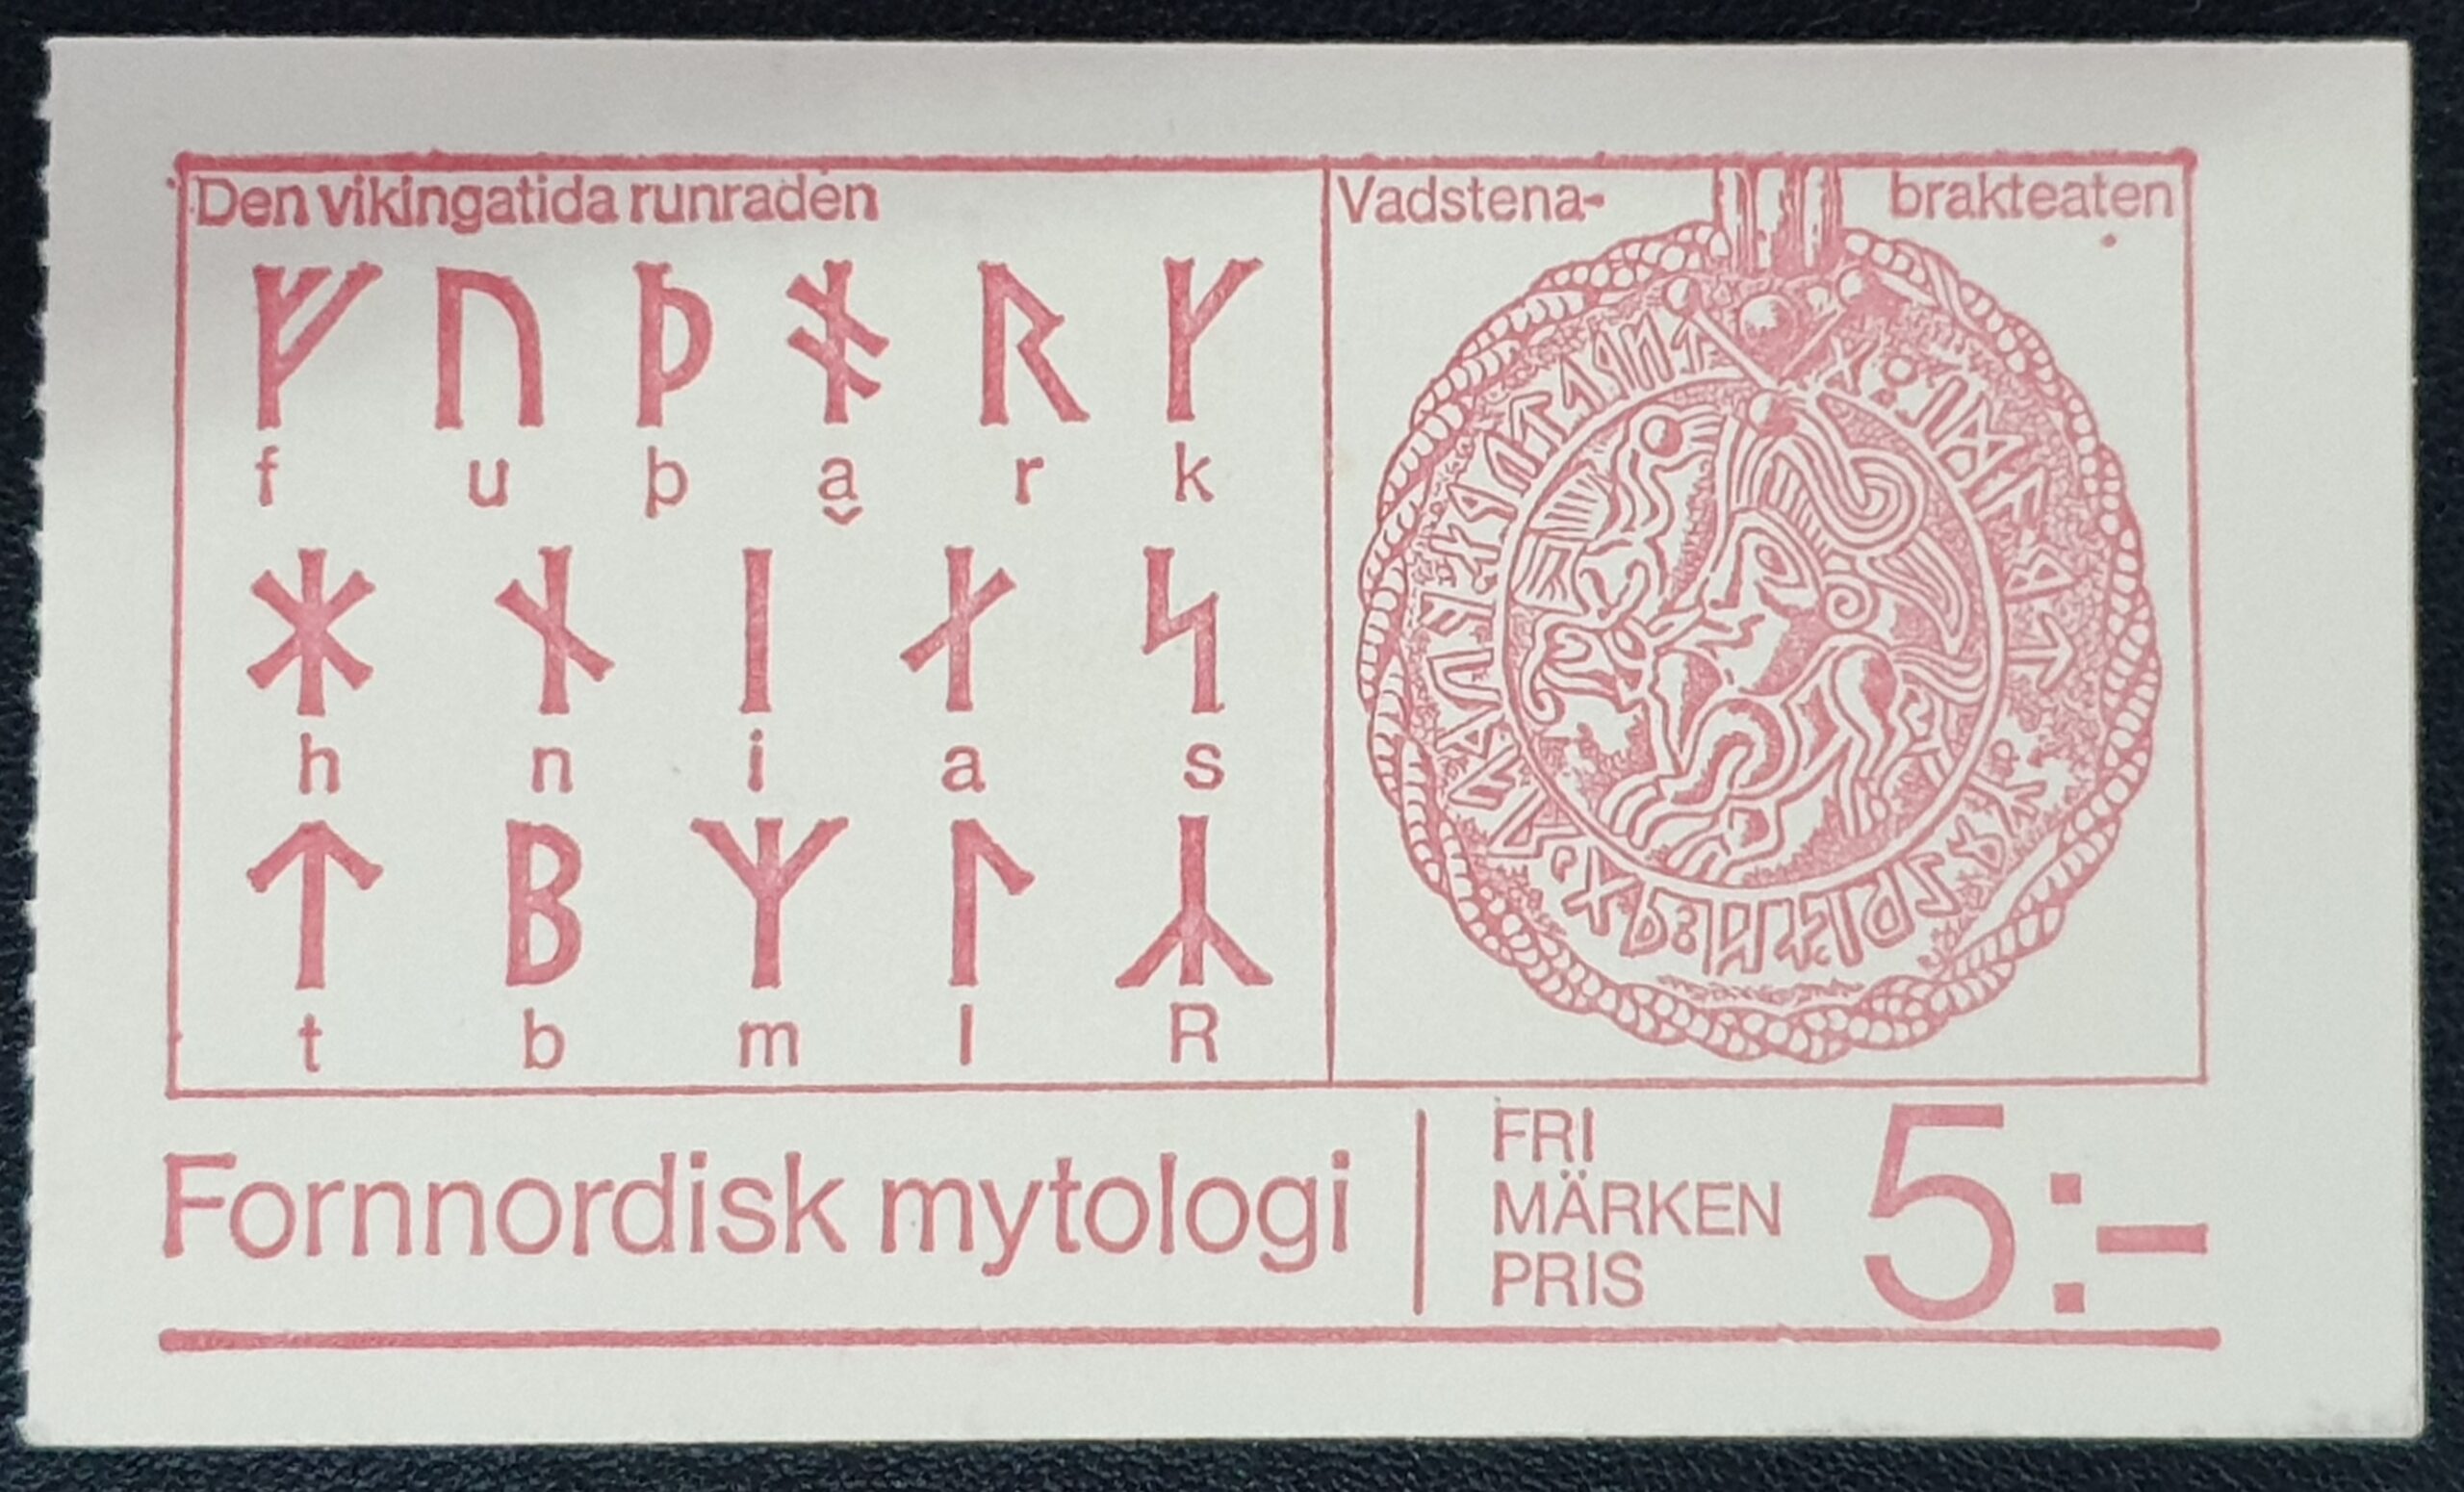 Den vikingatida runraden
ᚠ ᚢ ᚦ ᚬ ᚱ ᚴ
f u þ a̬ r k
ᚼ ᚾ ᛁ ᛅ ᛋ
h n i a s
ᛏ ᛒ ᛘ ᛚ ᛦ
t b m l R
Vadstena- brakteaten
Fornnordisk mytologi
FRI
MÄRKEN
PRIS
5:-